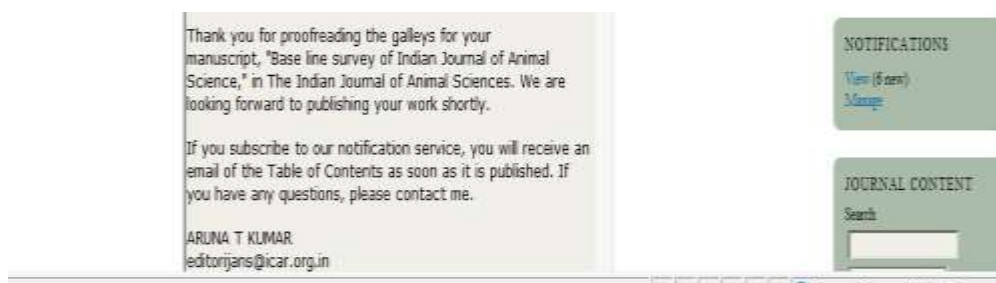 Thank you for proofreading the galleys for your
manuscript, "Base line survey of Indian Journal of Animal
Science," in The Indian Journal of Animal Sciences. We are
looking forward to publishing your work shortly.
If you subscribe to our notification service, you will receive an
email of the Table of Contents as soon as it is published. If
you have any questions, please contact me.
ARUNA T KUMAR
editorijans@icar.org.in
NOTIFICATIONS
View (6 new)
Manage
JOURNAL CONTENT
Search